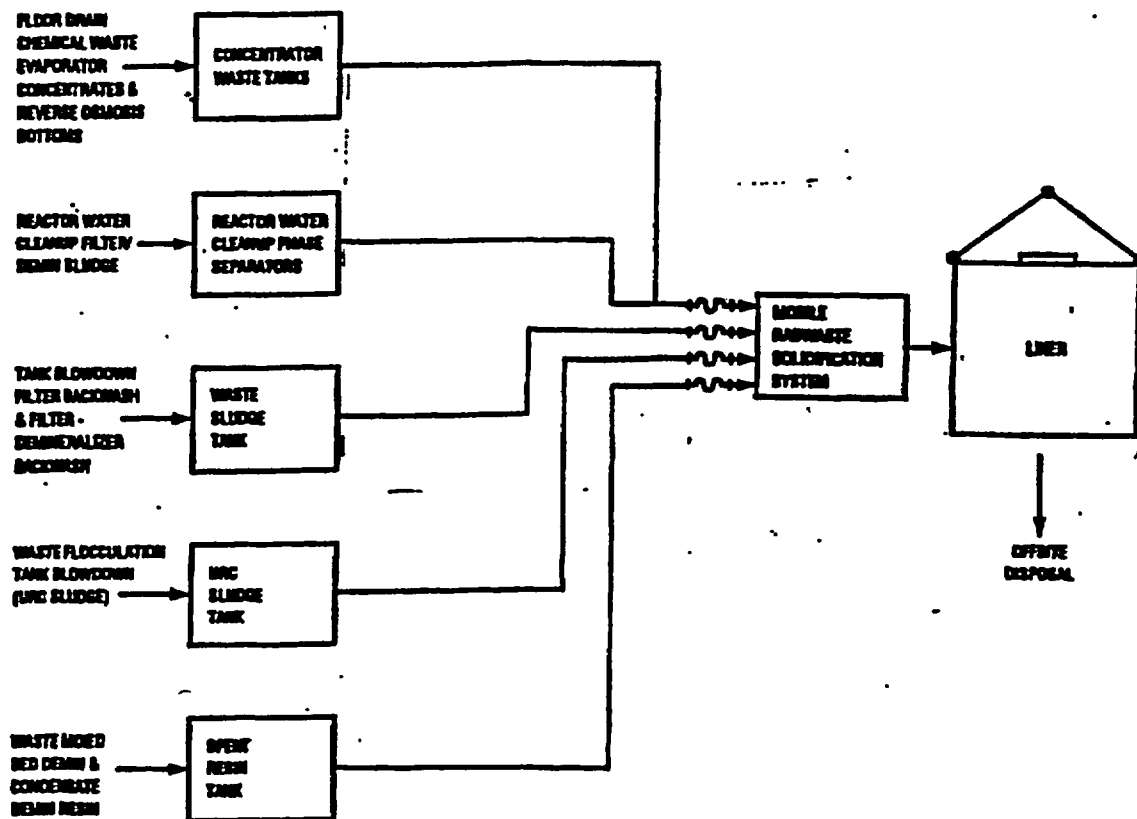 FLOOR DRAIN
CHEMICAL WASTE
EVAPORATOR
CONCENTRATES &
REVERSE OSMOSIS
BOTTOMS
CONCENTRATOR
WASTE TANKS
REACTOR WATER
CLEANUP FILTER/
DEMIN SLUDGE
REACTOR WATER
CLEANUP PHASE
SEPARATORS
TANK BLOWDOWN
FILTER BACKWASH
& FILTER -
DEMINERALIZER
BACKWASH
WASTE
SLUDGE
TANK
WASTE FLOCCULATION
TANK BLOWDOWN
(URC SLUDGE)
URC
SLUDGE
TANK
WASTE MIXED
BED DEMIN &
CONDENSATE
DEMIN RESIN
SPENT
RESIN
TANK
MOBILE
RADWASTE
SOLIDIFICATION
SYSTEM
LINER
OFFSITE
DISPOSAL